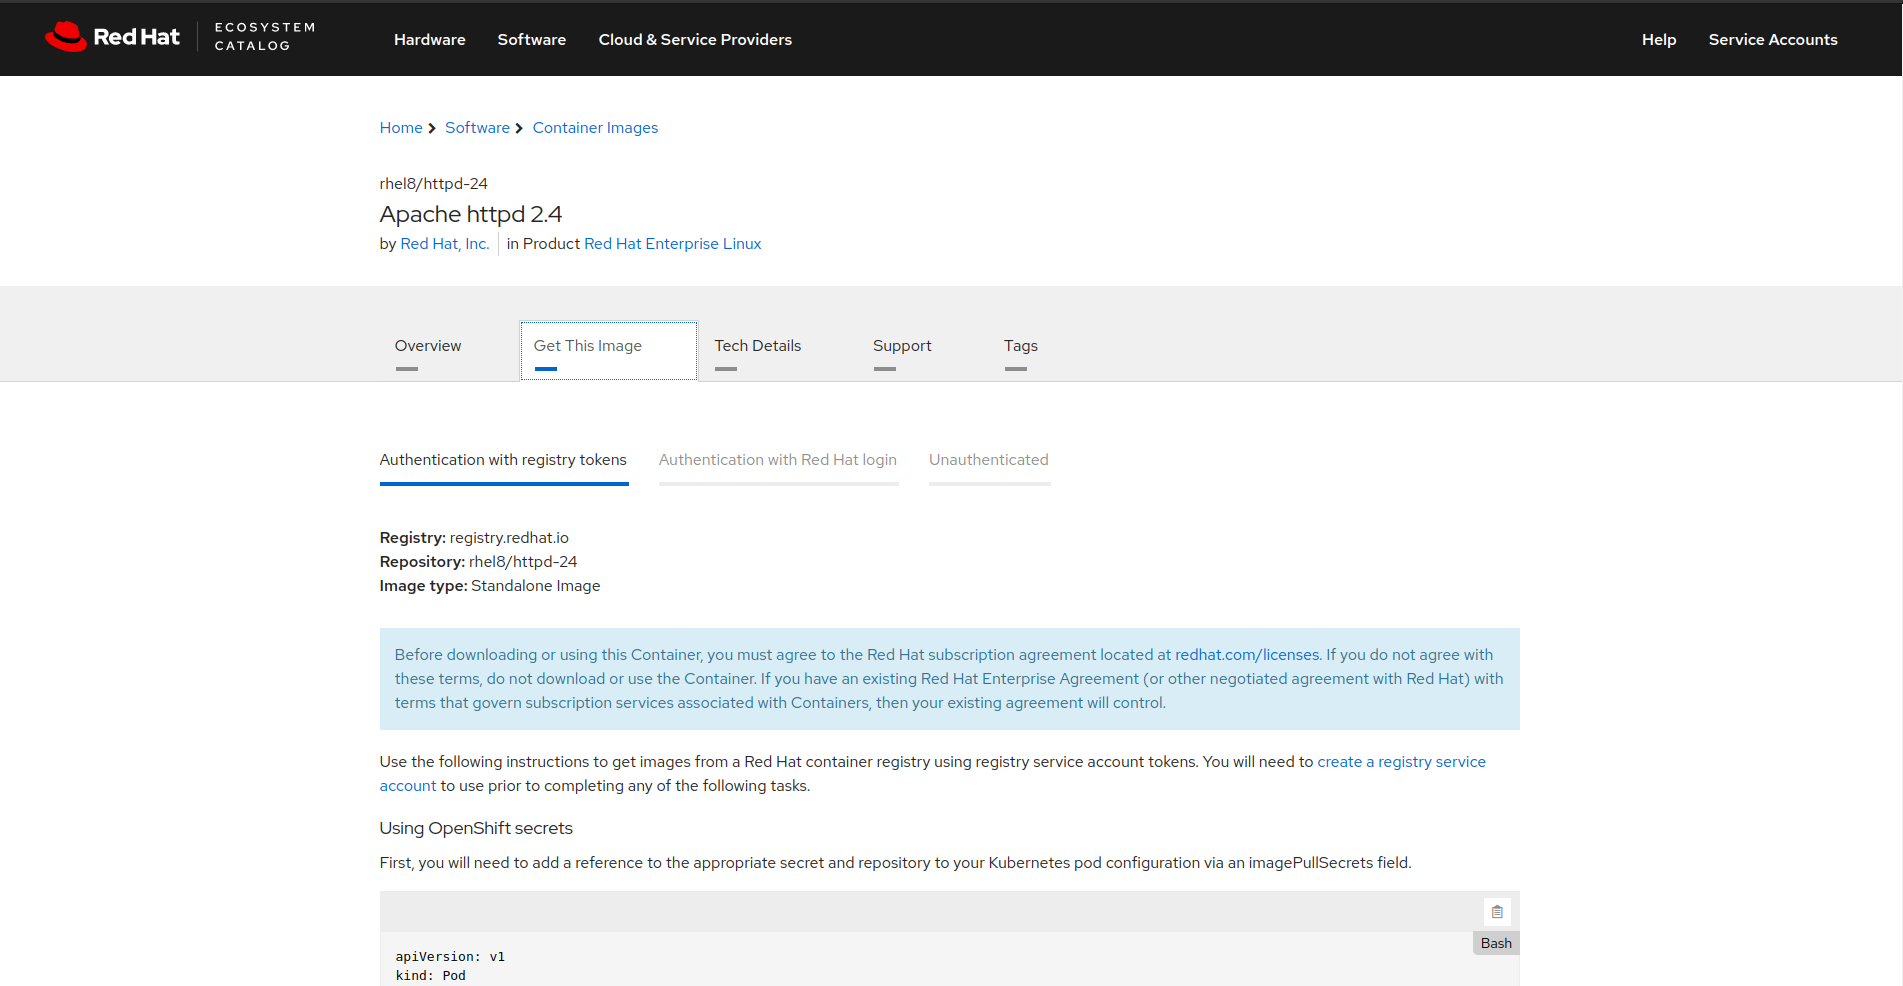 Red Hat
ECOSYSTEM
CATALOG
Hardware Software Cloud & Service Providers Help Service Accounts
Home Software Container Images
rhel8/httpd-24
Apache httpd 2.4
by Red Hat, Inc. in Product Red Hat Enterprise Linux
Overview Get This Image Tech Details Support Tags
Authentication with registry tokens Authentication with Red Hat login Unauthenticated
Registry: registry.redhat.io
Repository: rhel8/httpd-24
Image type: Standalone Image
Before downloading or using this Container, you must agree to the Red Hat subscription agreement located at redhat.com/licenses. If you do not agree with
these terms, do not download or use the Container. If you have an existing Red Hat Enterprise Agreement (or other negotiated agreement with Red Hat) with
terms that govern subscription services associated with Containers, then your existing agreement will control.
Use the following instructions to get images from a Red Hat container registry using registry service account tokens. You will need to create a registry service
account to use prior to completing any of the following tasks.
Using OpenShift secrets
First, you will need to add a reference to the appropriate secret and repository to your Kubernetes pod configuration via an imagePullSecrets field.
Bash
apiVersion: v1
kind: Pod